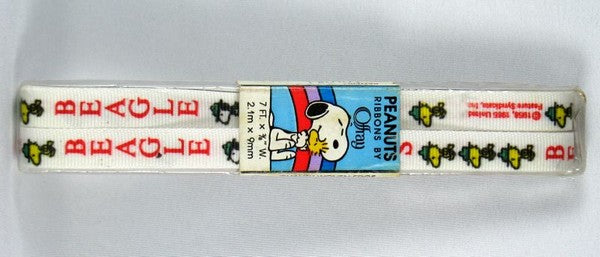 BEAGLE
BEAGLE
PEANUTS
RIBBONS BY
Offray
7 FT. x ⅜" W.
2.1m x 9mm
© 1958, 1965 United
Feature Syndicate, Inc.
S
B